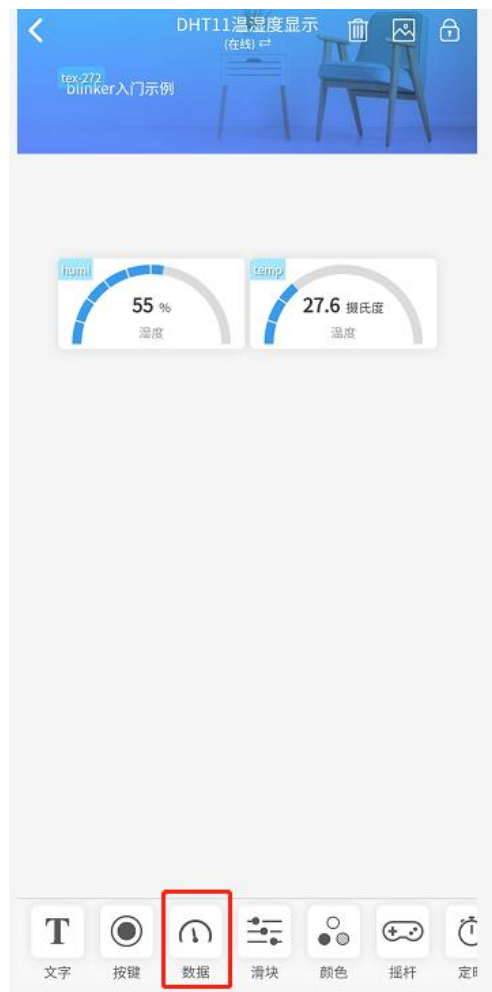 DHT11温湿度显示
(在线)
tex-272
blinker入门示例
humi
temp
55 %
27.6 摄氏度
湿度
温度
T
文字
按键
数据
滑块
颜色
摇杆
定时